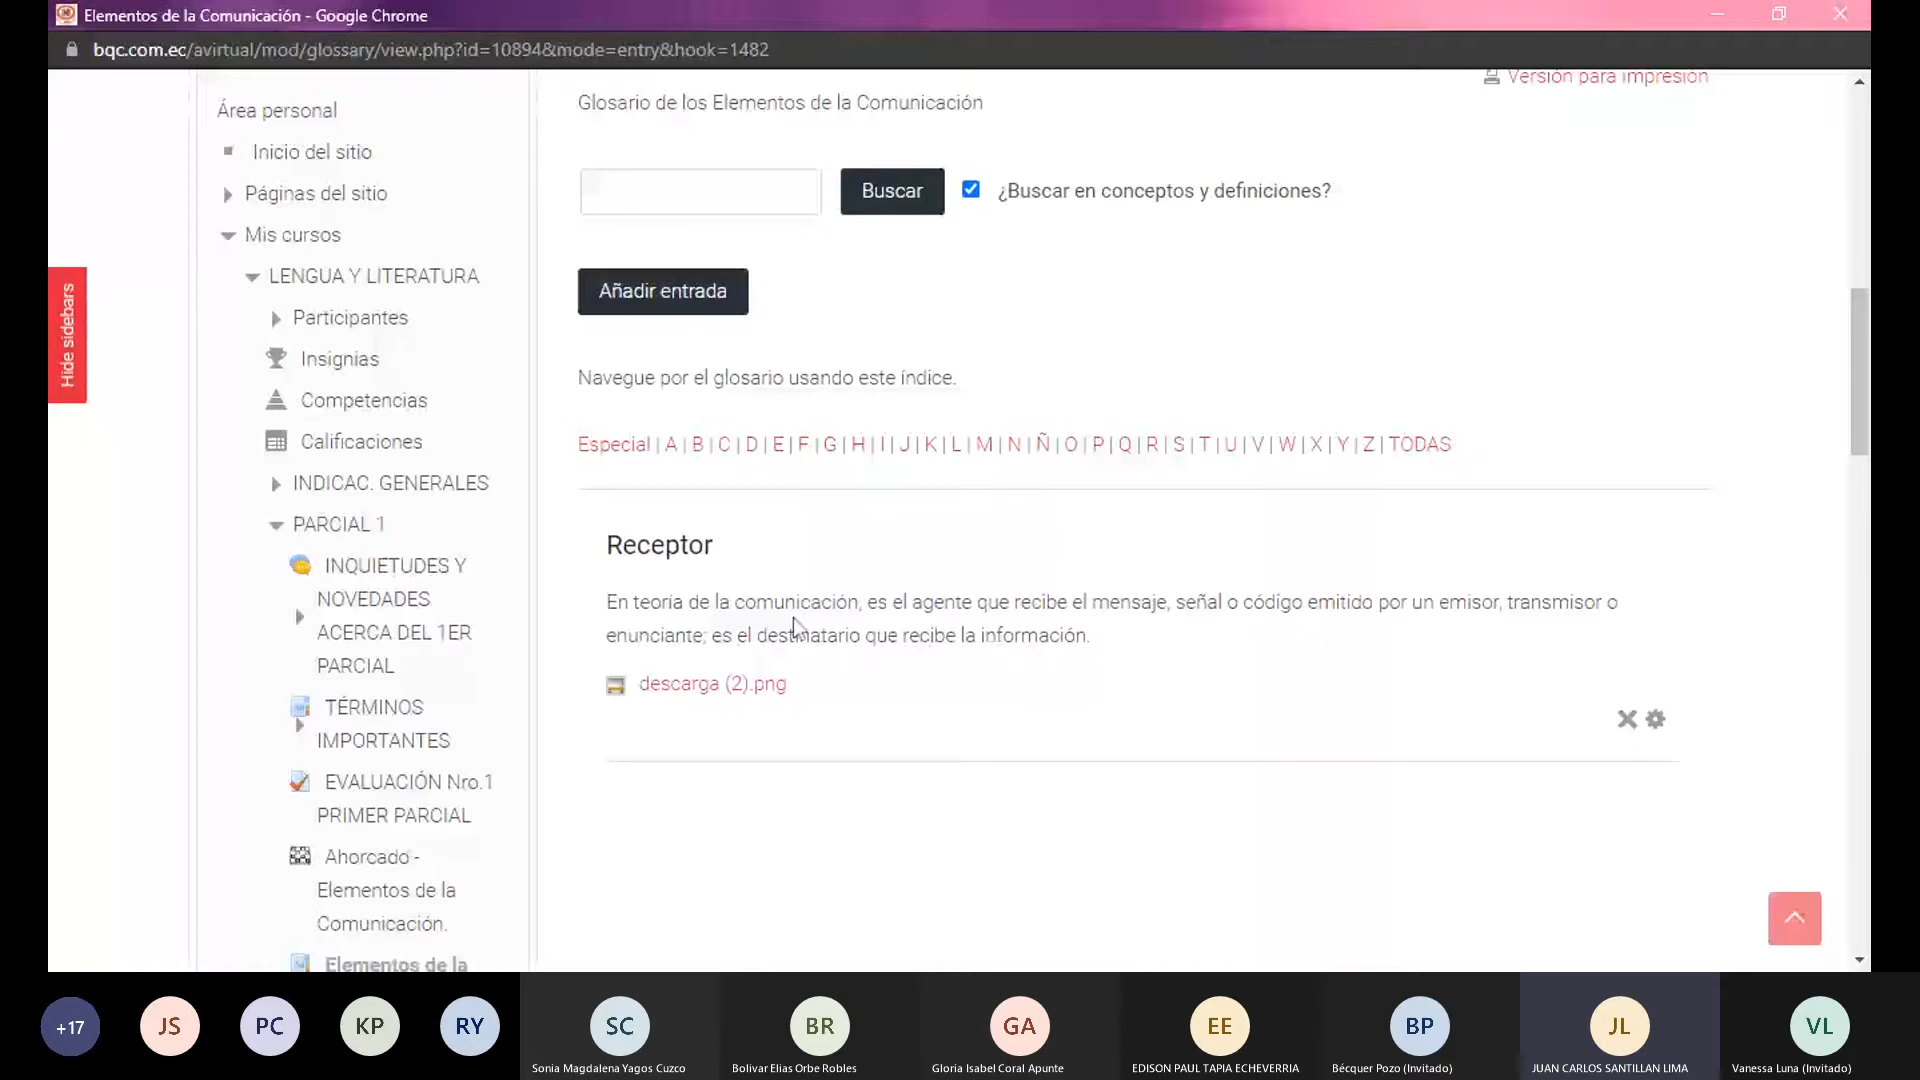 Elementos de la Comunicación - Google Chrome
bqc.com.ec/avirtual/mod/glossary/view.php?id=10894&mode=entry&hook=1482
Hide sidebars
Área personal
Inicio del sitio
Páginas del sitio
Mis cursos
LENGUA Y LITERATURA
Participantes
Insignias
Competencias
Calificaciones
INDICAC. GENERALES
PARCIAL 1
INQUIETUDES Y
NOVEDADES
ACERCA DEL 1ER
PARCIAL
TÉRMINOS
IMPORTANTES
EVALUACIÓN Nro.1
PRIMER PARCIAL
Ahorcado -
Elementos de la
Comunicación.
Elementos de la
Versión para impresión
Glosario de los Elementos de la Comunicación
Buscar
¿Buscar en conceptos y definiciones?
Añadir entrada
Navegue por el glosario usando este índice.
Especial | A | B | C | D | E | F | G | H | I | J | K | L | M | N | Ñ | O | P | Q | R | S | T | U | V | W | X | Y | Z | TODAS
Receptor
En teoría de la comunicación, es el agente que recibe el mensaje, señal o código emitido por un emisor, transmisor o
enunciante; es el destinatario que recibe la información.
descarga (2).png
+17
JS
PC
KP
RY
SC
BR
GA
EE
BP
JL
VL
Sonia Magdalena Yagos Cuzco
Bolivar Elias Orbe Robles
Gloria Isabel Coral Apunte
EDISON PAUL TAPIA ECHEVERRIA
Bécquer Pozo (Invitado)
JUAN CARLOS SANTILLAN LIMA
Vanessa Luna (Invitado)